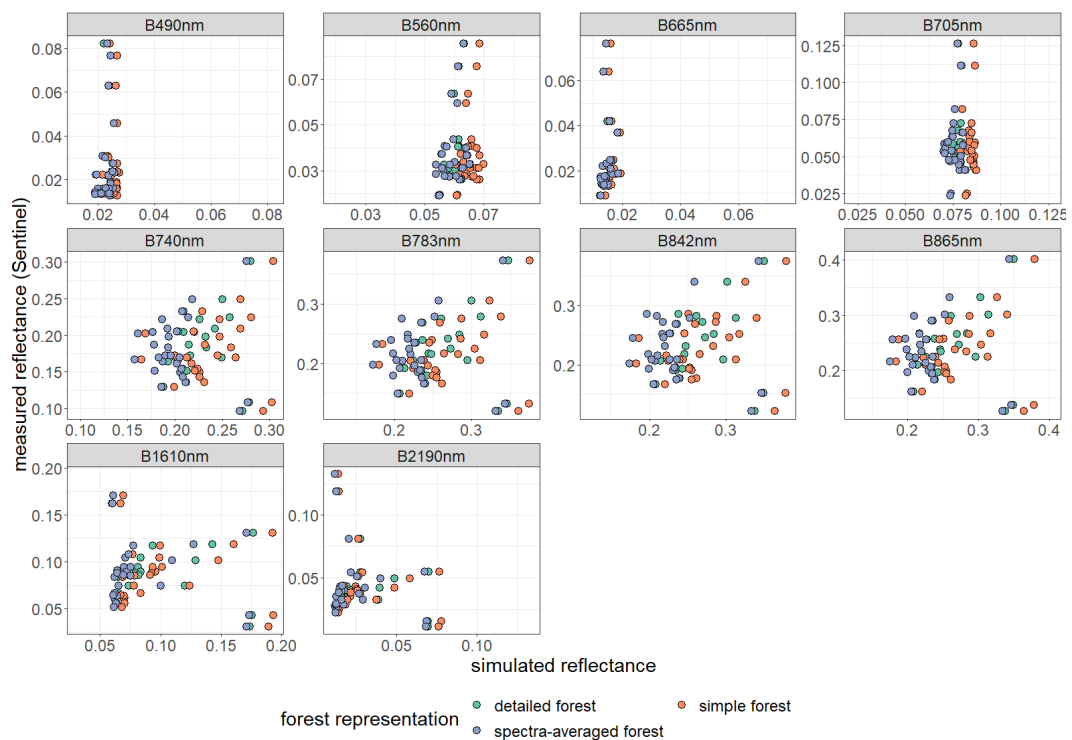 B490nm B560nm B665nm B705nm
0.08 0.06 0.04 0.02
0.07 0.05 0.03
0.06 0.04 0.02
0.125 0.100 0.075 0.050 0.025
0.02 0.04 0.06 0.08
0.03 0.05 0.07
0.02 0.04 0.06
0.025 0.050 0.075 0.100 0.125
measured reflectance (Sentinel)
B740nm B783nm B842nm B865nm
0.30 0.25 0.20 0.15 0.10
0.3 0.2
0.3 0.2
0.4 0.3 0.2
0.10 0.15 0.20 0.25 0.30
0.2 0.3
0.2 0.3
0.2 0.3 0.4
B1610nm B2190nm
0.20 0.15 0.10 0.05
0.10 0.05
0.05 0.10 0.15 0.20
0.05 0.10
simulated reflectance
forest representation
detailed forest
simple forest
spectra-averaged forest